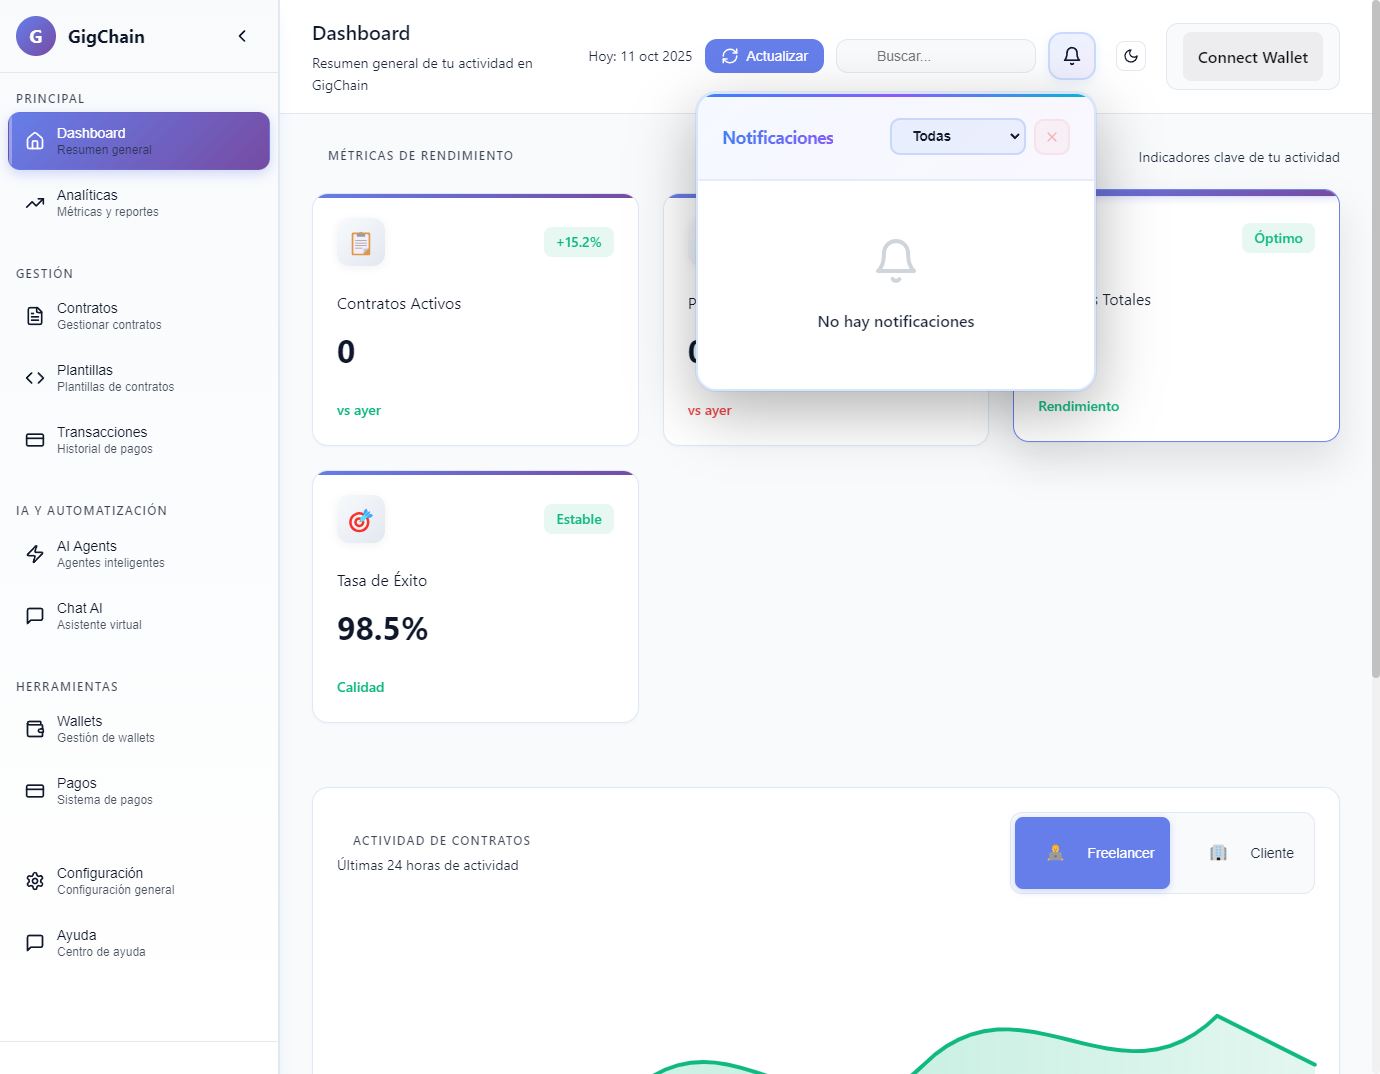 G GigChain
PRINCIPAL
Dashboard
Resumen general
Analíticas
Métricas y reportes
GESTIÓN
Contratos
Gestionar contratos
Plantillas
Plantillas de contratos
Transacciones
Historial de pagos
IA Y AUTOMATIZACIÓN
AI Agents
Agentes inteligentes
Chat AI
Asistente virtual
HERRAMIENTAS
Wallets
Gestión de wallets
Pagos
Sistema de pagos
Configuración
Configuración general
Ayuda
Centro de ayuda
Dashboard
Resumen general de tu actividad en
GigChain
Hoy: 11 oct 2025
Actualizar
Buscar...
Connect Wallet
Notificaciones
Todas
No hay notificaciones
MÉTRICAS DE RENDIMIENTO
Indicadores clave de tu actividad
+15.2%
Contratos Activos
0
vs ayer
vs ayer
Óptimo
Totales
Rendimiento
Estable
Tasa de Éxito
98.5%
Calidad
ACTIVIDAD DE CONTRATOS
Últimas 24 horas de actividad
Freelancer
Cliente